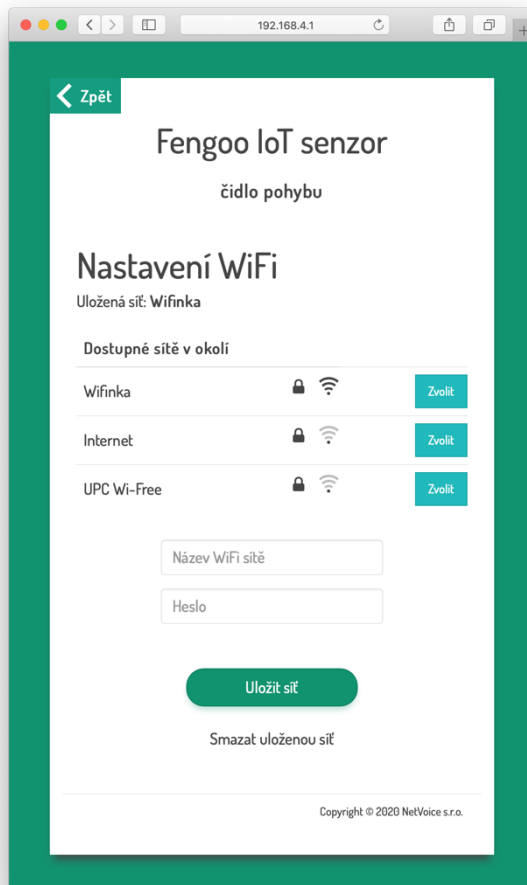 192.168.4.1
Zpět
Fengoo IoT senzor
čidlo pohybu
Nastavení WiFi
Uložená síť: Wifinka
Dostupné sítě v okolí
Wifinka Zvolit
Internet Zvolit
UPC Wi-Free Zvolit
Název WiFi sítě
Heslo
Uložit síť
Smazat uloženou síť
Copyright © 2020 NetVoice s.r.o.